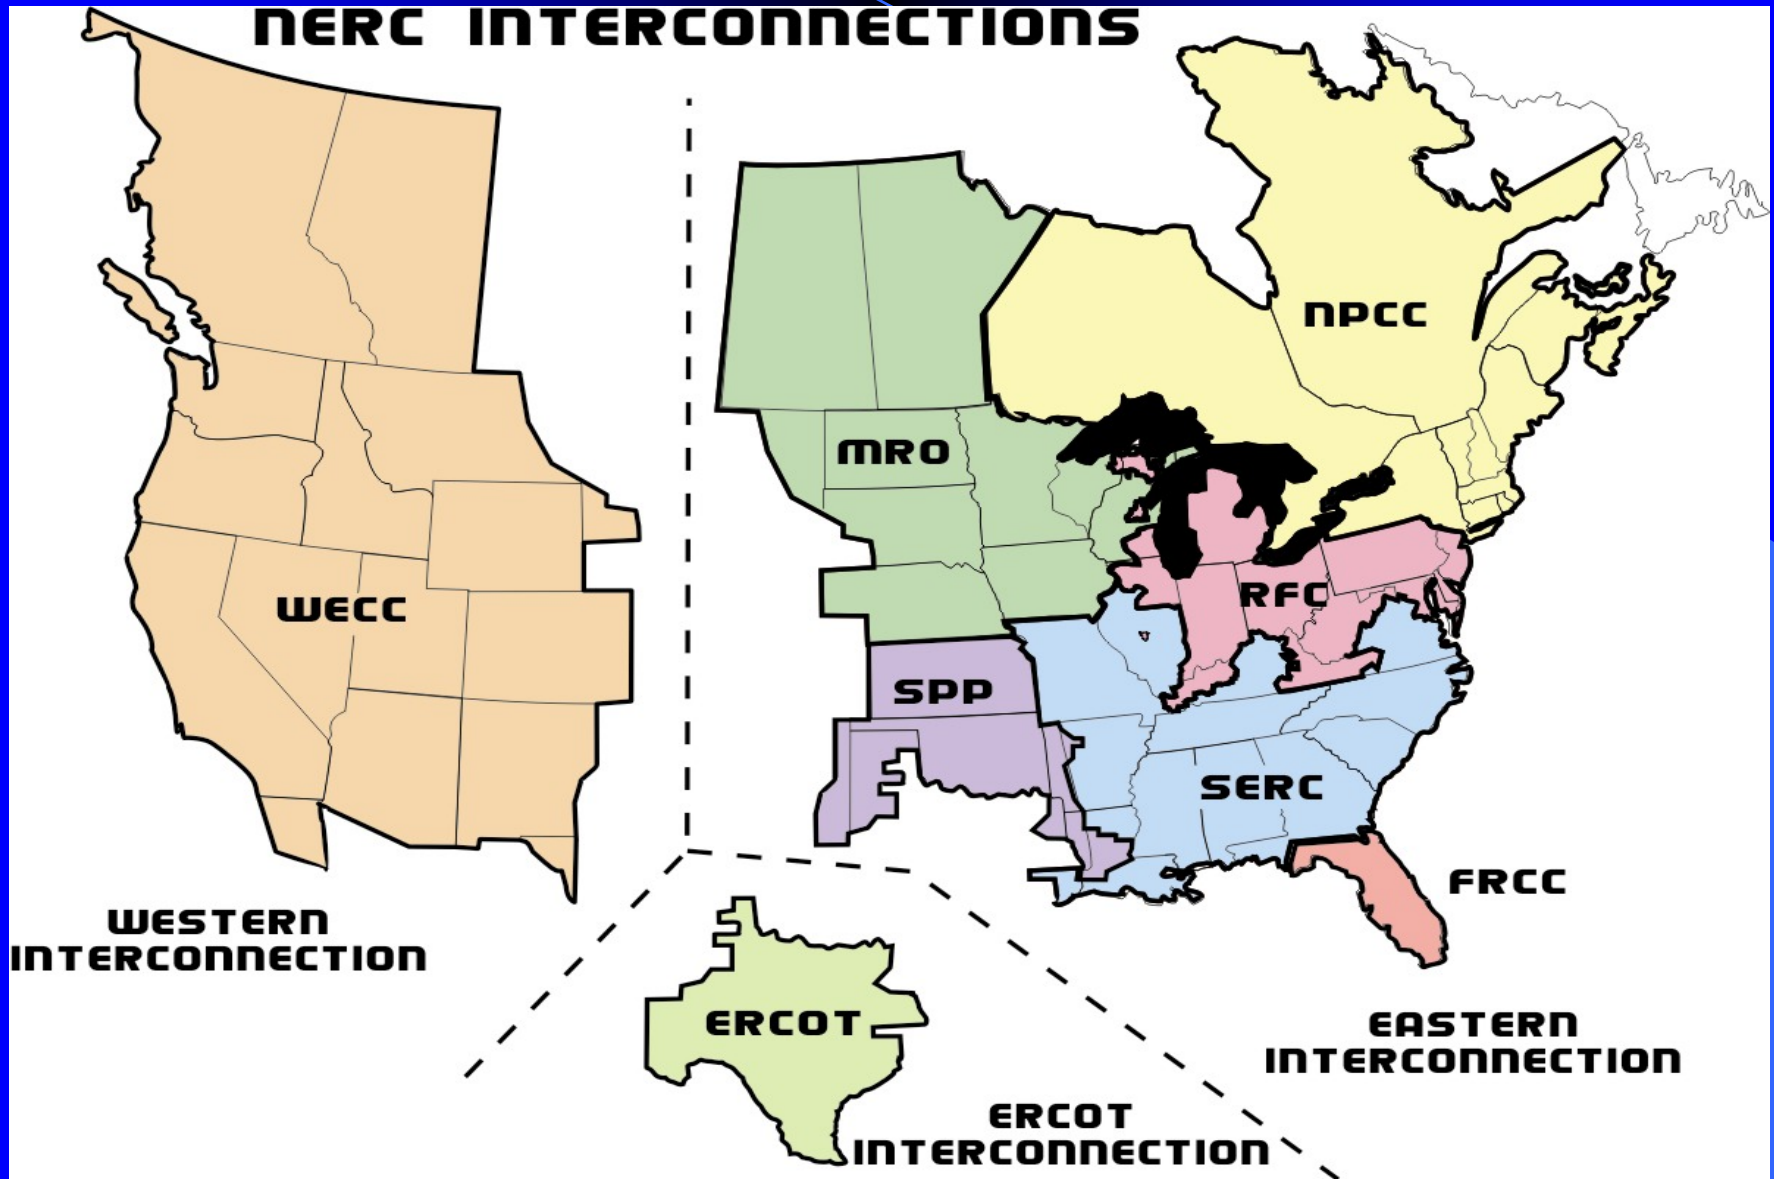 NERC INTERCONNECTIONS
NPCC
MRO
RFC
WECC
SPP
SERC
FRCC
WESTERN
INTERCONNECTION
ERCOT
EASTERN
INTERCONNECTION
ERCOT
INTERCONNECTION